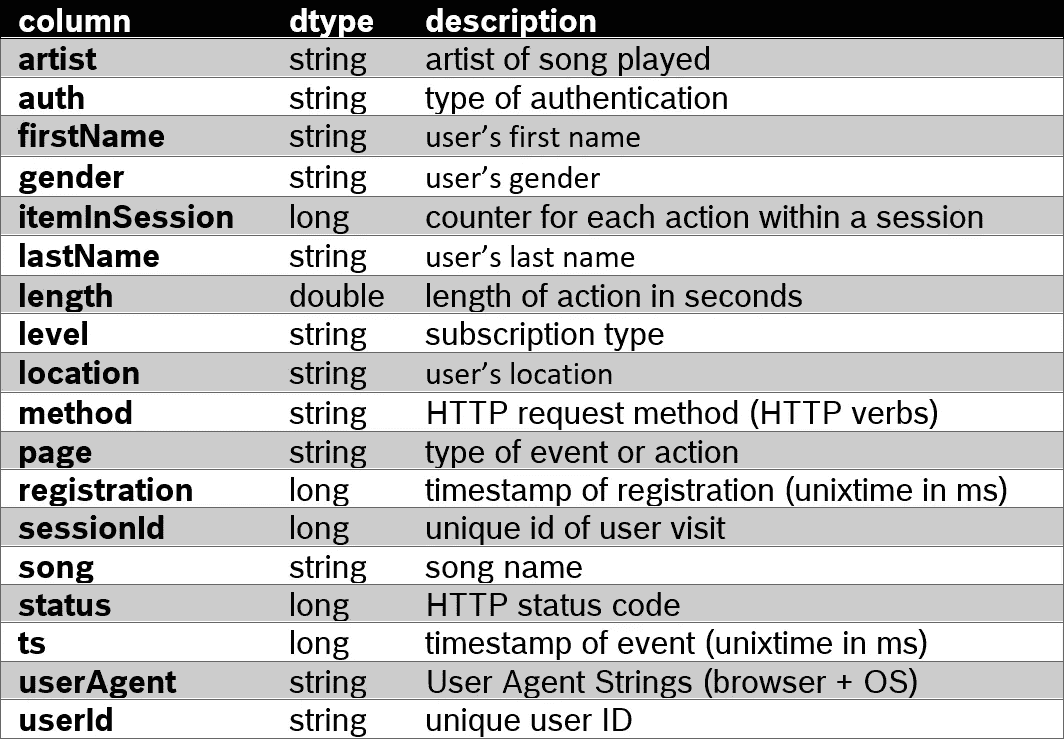 column dtype description
artist string artist of song played
auth string type of authentication
firstName string user’s first name
gender string user’s gender
itemInSession long counter for each action within a session
lastName string user’s last name
length double length of action in seconds
level string subscription type
location string user’s location
method string HTTP request method (HTTP verbs)
page string type of event or action
registration long timestamp of registration (unixtime in ms)
sessionId long unique id of user visit
song string song name
status long HTTP status code
ts long timestamp of event (unixtime in ms)
userAgent string User Agent Strings (browser + OS)
userId string unique user ID